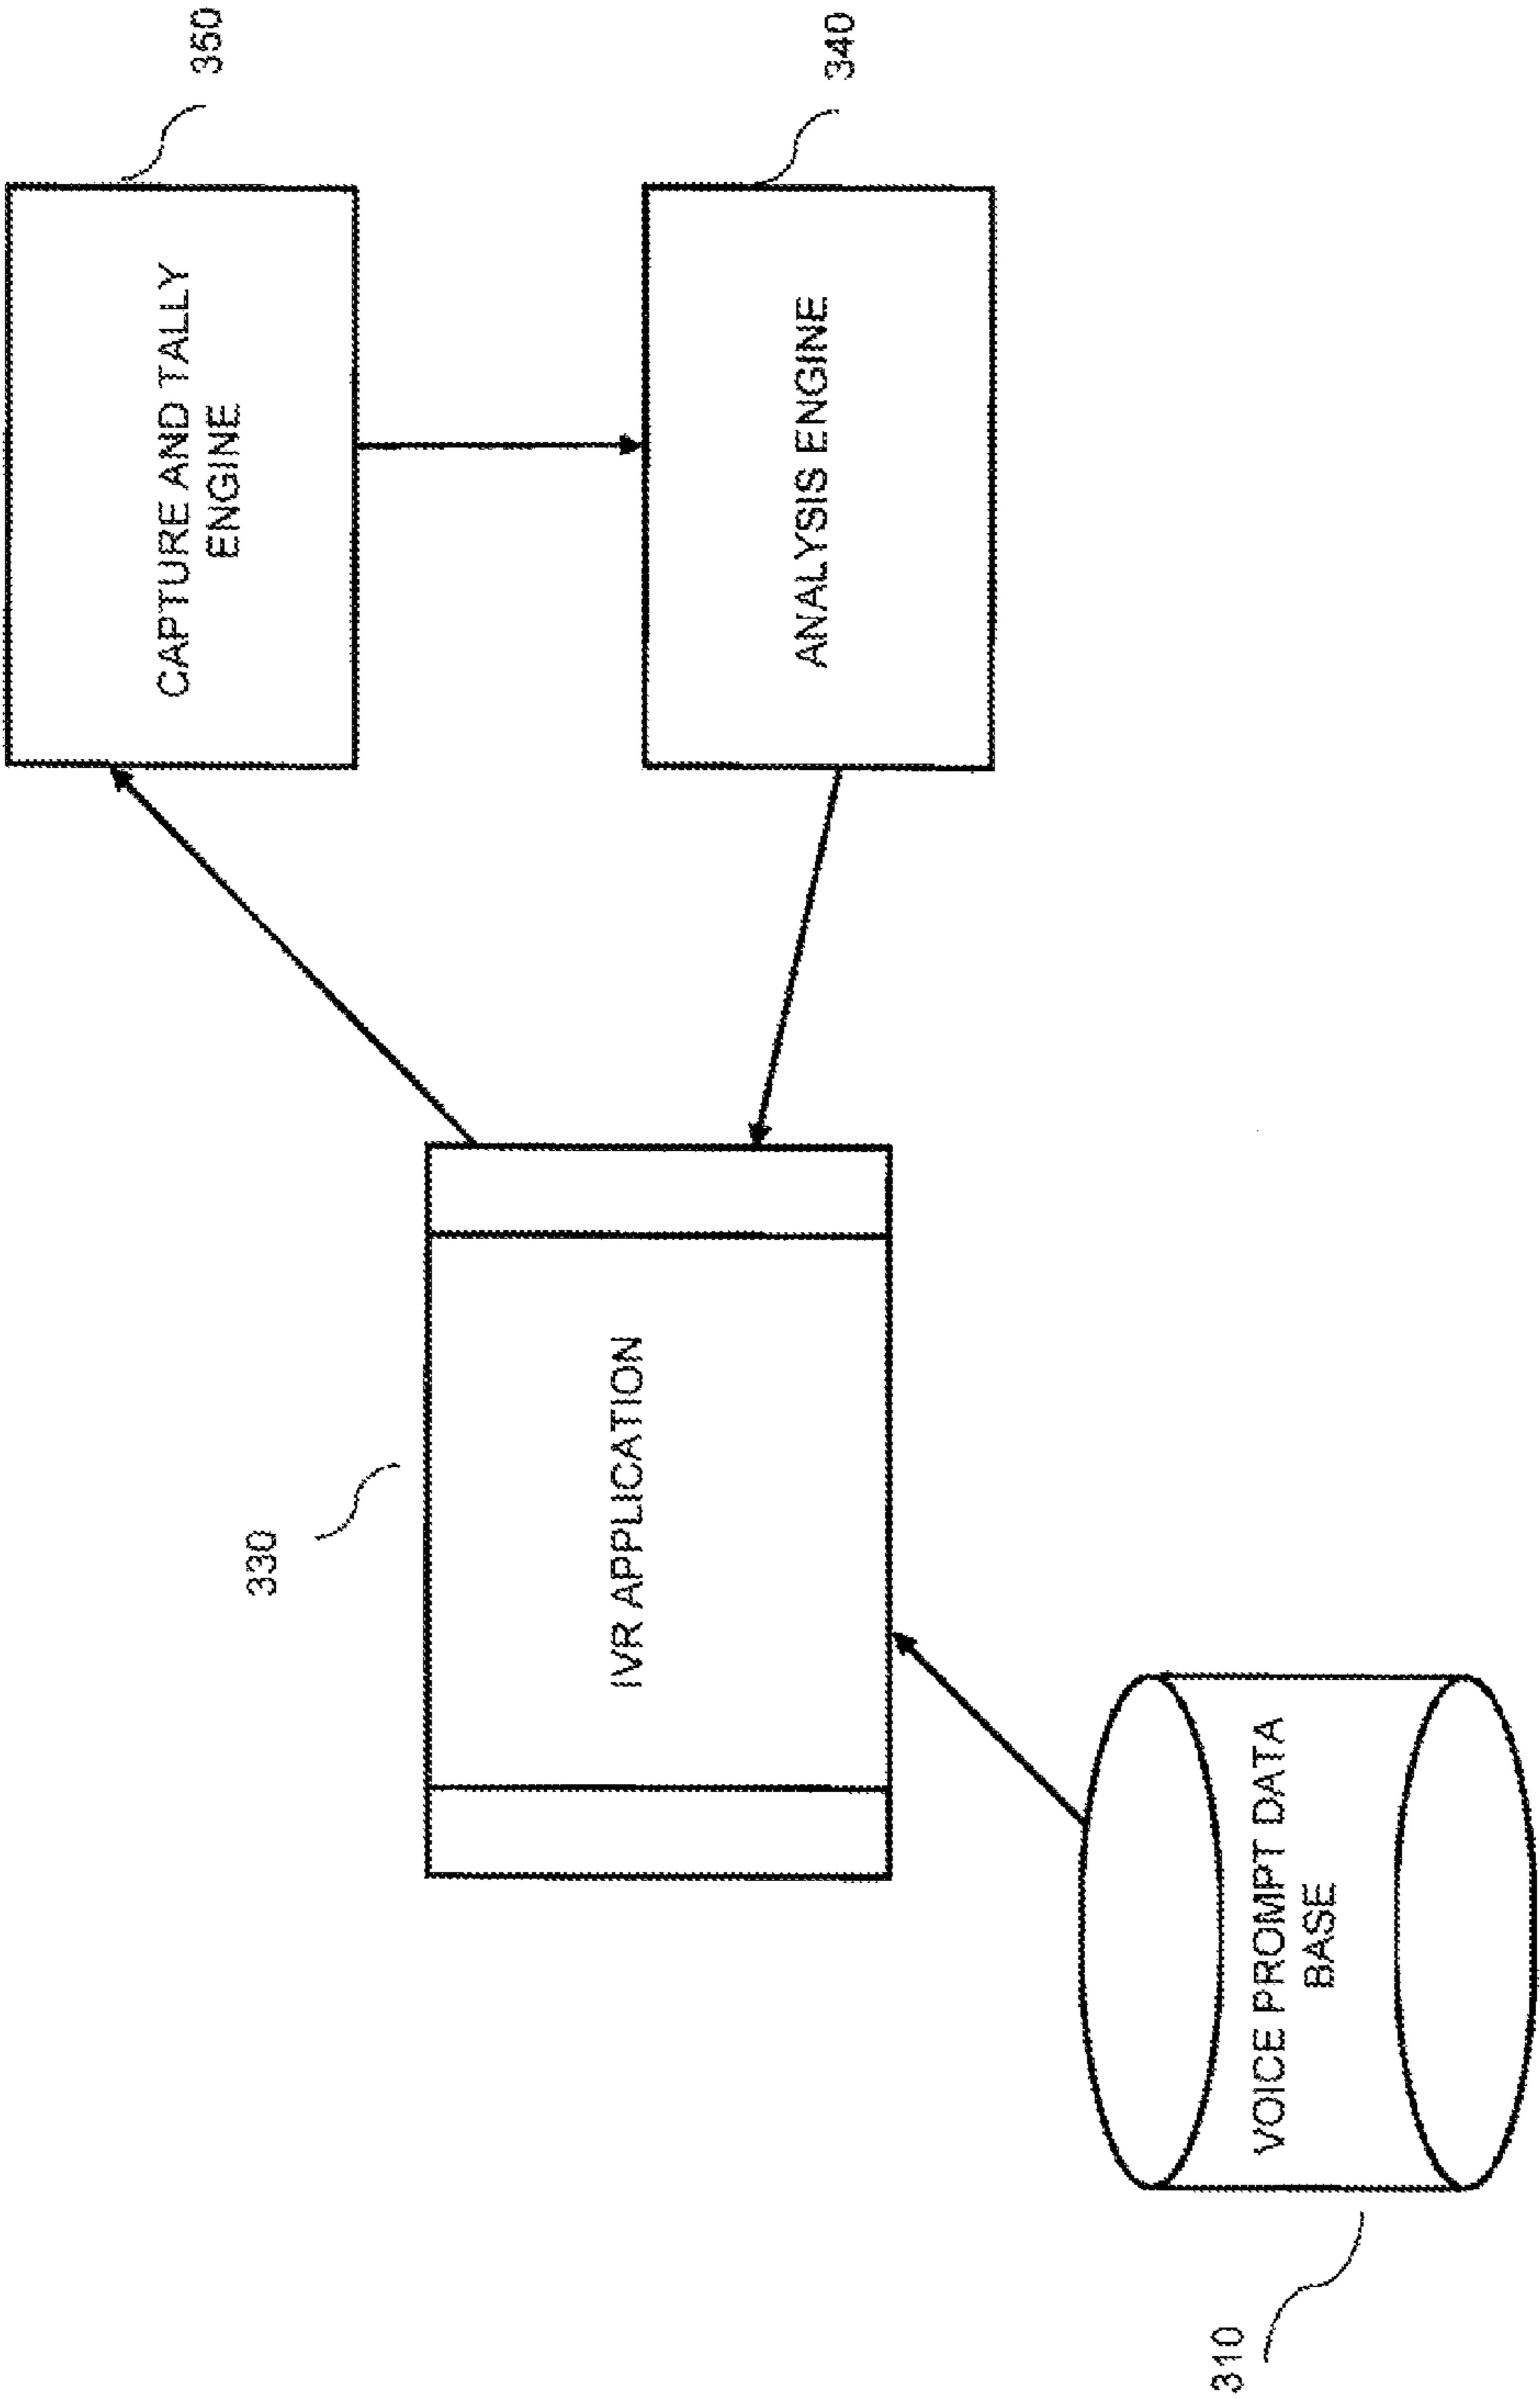 350
CAPTURE AND TALLY
ENGINE
340
ANALYSIS ENGINE
330
IVR APPLICATION
310
VOICE PROMPT DATA
BASE